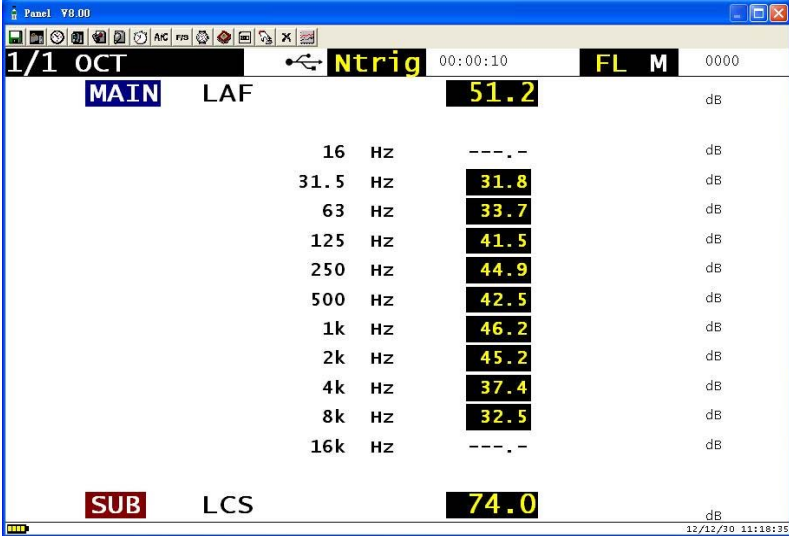 Panel V8.00
A/C F/S
1/1 OCT Ntrig 00:00:10 FL M 0000
MAIN LAF 51.2 dB
16 Hz ---.- dB
31.5 Hz 31.8 dB
63 Hz 33.7 dB
125 Hz 41.5 dB
250 Hz 44.9 dB
500 Hz 42.5 dB
1k Hz 46.2 dB
2k Hz 45.2 dB
4k Hz 37.4 dB
8k Hz 32.5 dB
16k Hz ---.- dB
SUB LCS 74.0 dB
12/12/30 11:18:35